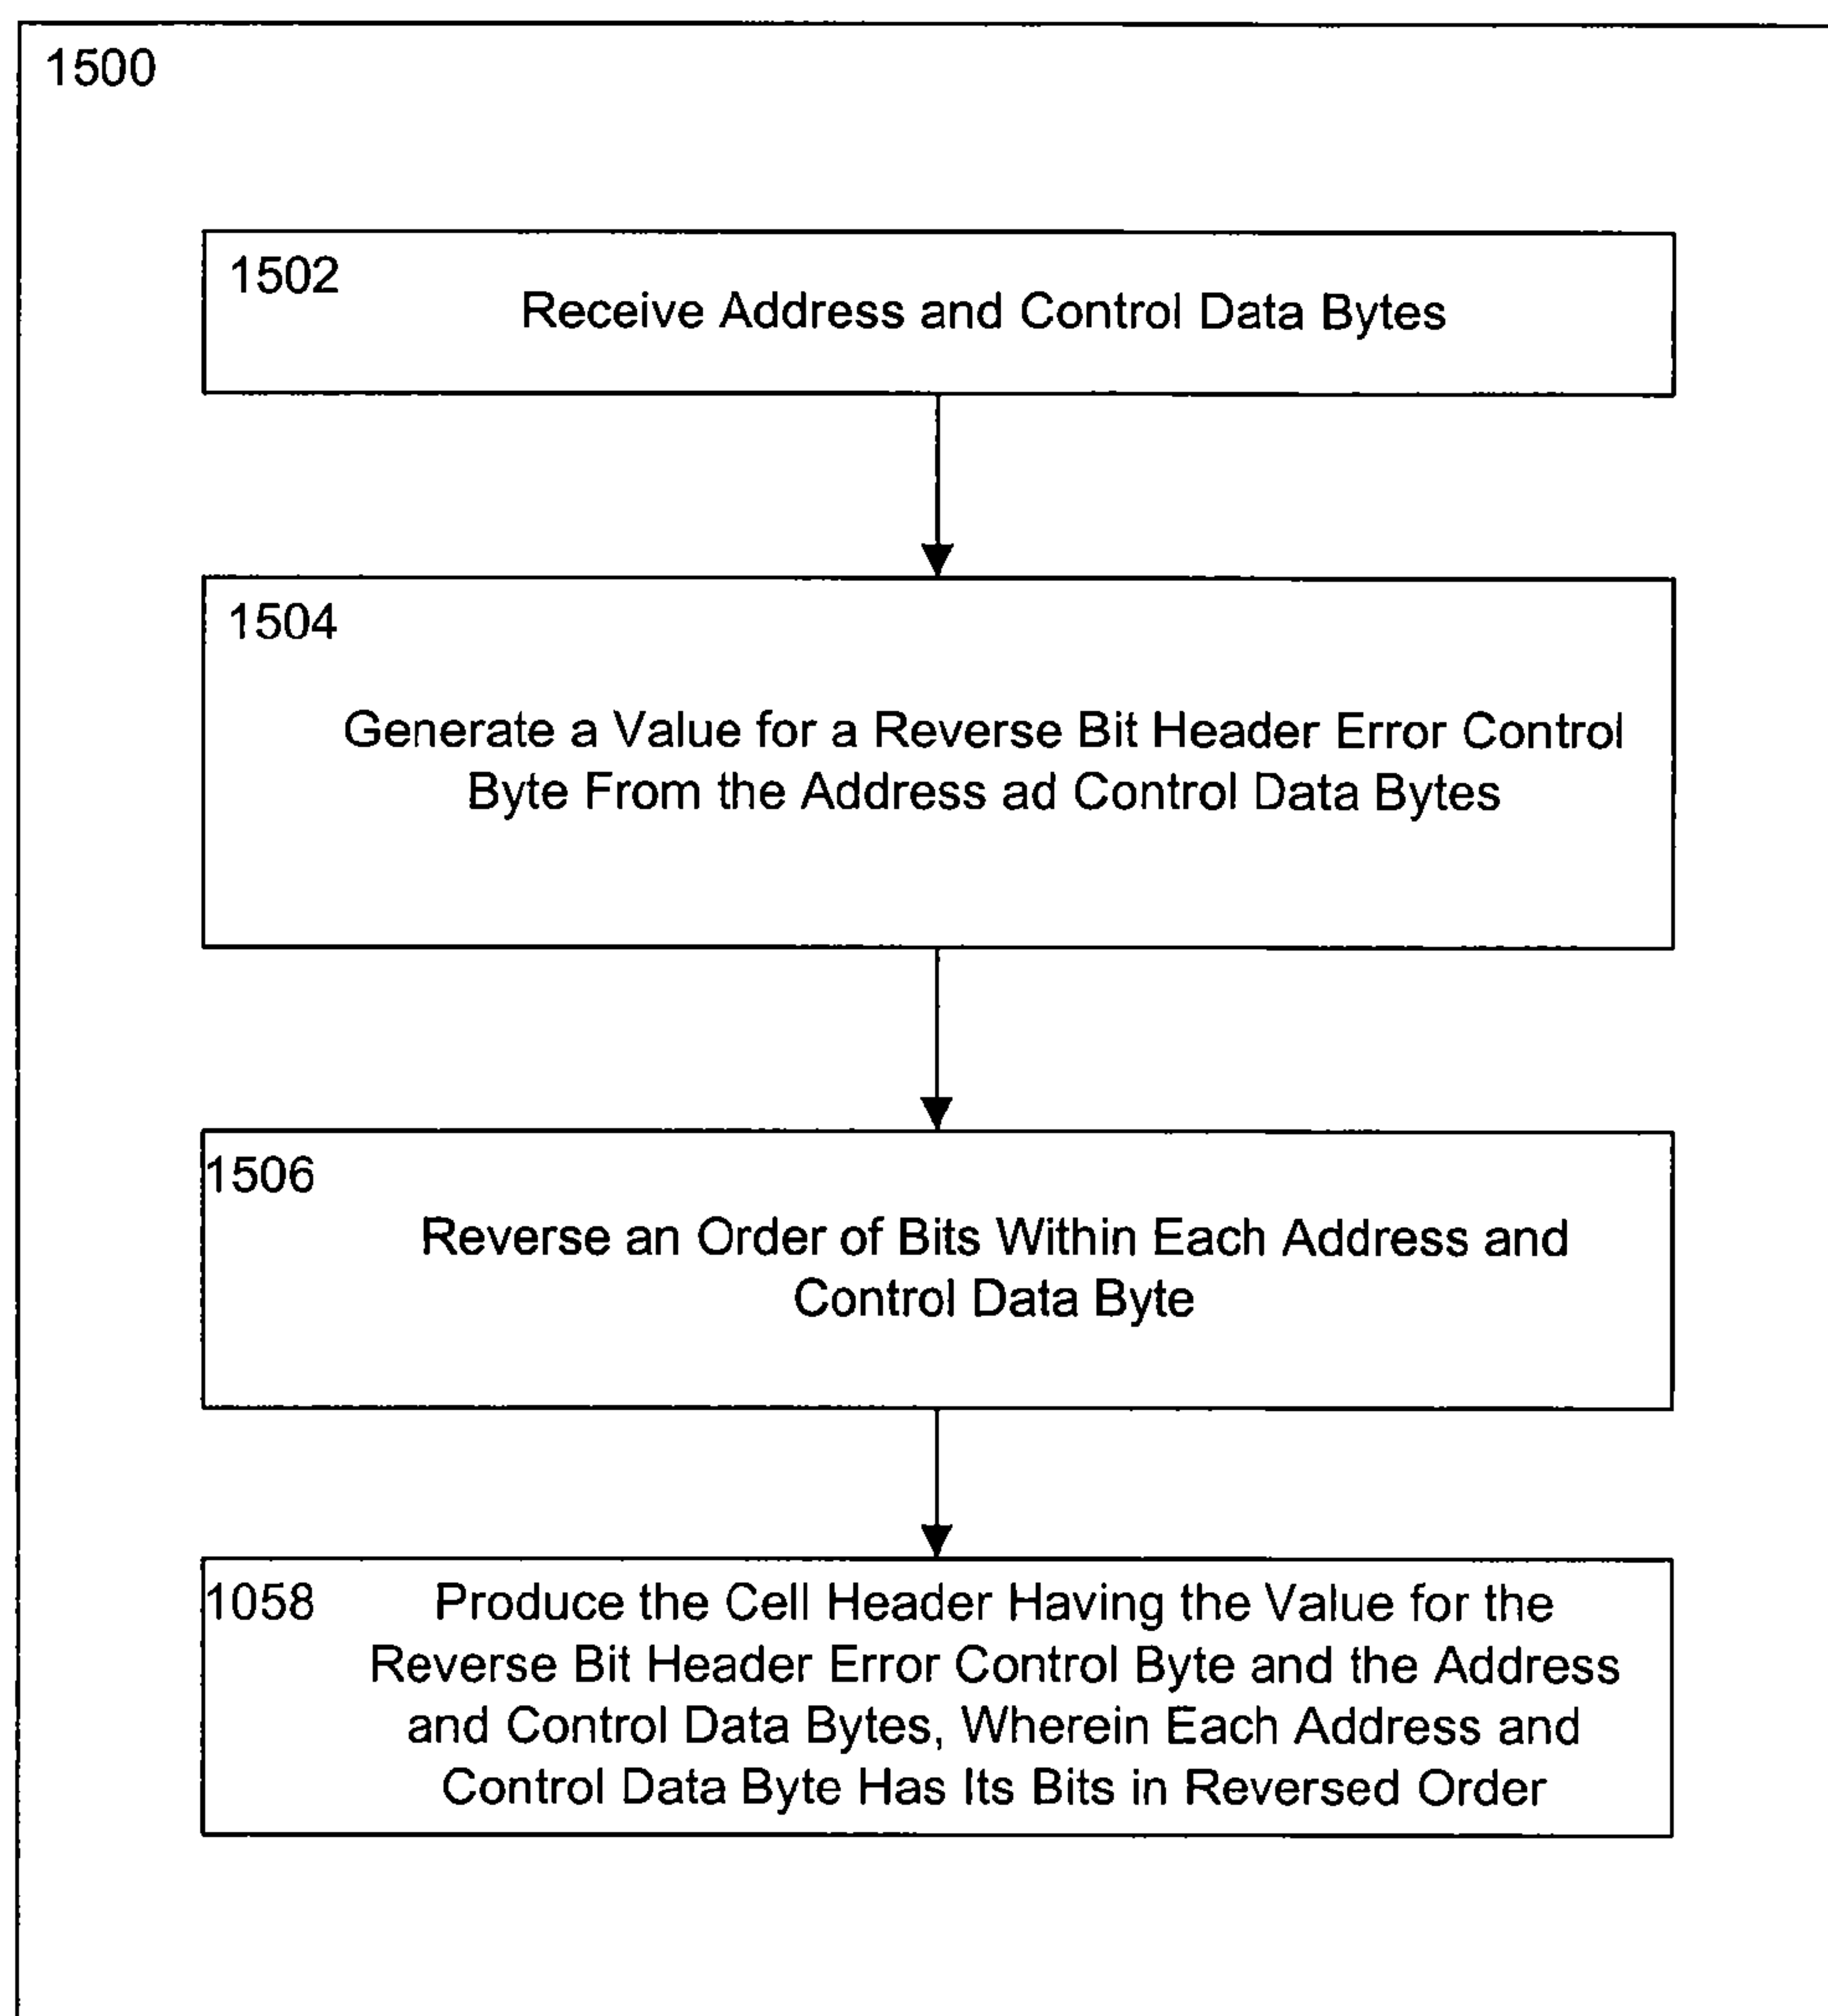 1500
1502
Receive Address and Control Data Bytes
1504
Generate a Value for a Reverse Bit Header Error Control
Byte From the Address ad Control Data Bytes
1506
Reverse an Order of Bits Within Each Address and
Control Data Byte
1058 Produce the Cell Header Having the Value for the
Reverse Bit Header Error Control Byte and the Address
and Control Data Bytes, Wherein Each Address and
Control Data Byte Has Its Bits in Reversed Order